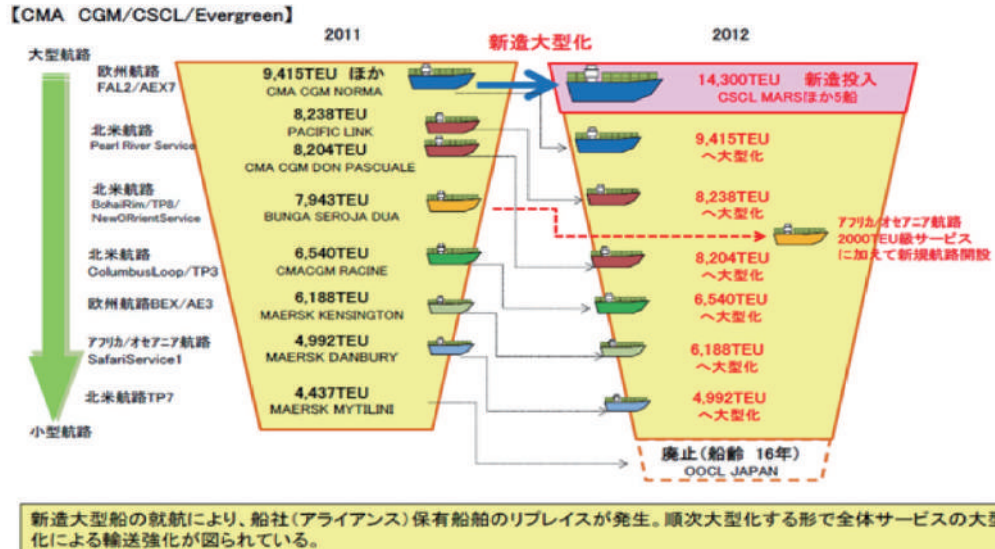 【CMA CGM/CSCL/Evergreen】
2011
新造大型化
2012
大型航路
欧州航路
FAL2/AEX7
9,415TEU ほか
CMA CGM NORMA
14,300TEU 新造投入
CSCL MARSほか5船
北米航路
Pearl River Service
8,238TEU
PACIFIC LINK
8,204TEU
CMA CGM DON PASCUALE
9,415TEU
へ大型化
北米航路
BohaiRim/TP8/
NewORrientService
7,943TEU
BUNGA SEROJA DUA
8,238TEU
へ大型化
アフリカ/オセアニア航路
2000TEU級サービス
に加えて新規航路開設
北米航路
ColumbusLoop/TP3
6,540TEU
CMACGM RACINE
8,204TEU
へ大型化
欧州航路BEX/AE3
6,188TEU
MAERSK KENSINGTON
6,540TEU
へ大型化
アフリカ/オセアニア航路
SafariService1
4,992TEU
MAERSK DANBURY
6,188TEU
へ大型化
北米航路TP7
4,437TEU
MAERSK MYTILINI
4,992TEU
へ大型化
小型航路
廃止(船齢 16年)
OOCL JAPAN
新造大型船の就航により、船社(アライアンス)保有船舶のリプレイスが発生。順次大型化する形で全体サービスの大型
化による輸送強化が図られている。